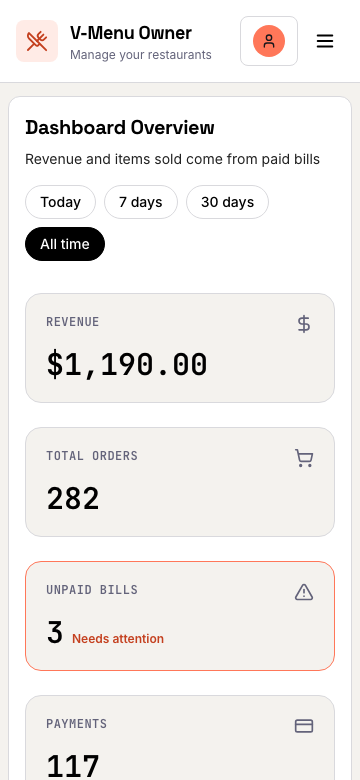 V-Menu Owner
Manage your restaurants
Dashboard Overview
Revenue and items sold come from paid bills
Today
7 days
30 days
All time
REVENUE
$1,190.00
TOTAL ORDERS
282
UNPAID BILLS
3 Needs attention
PAYMENTS
117